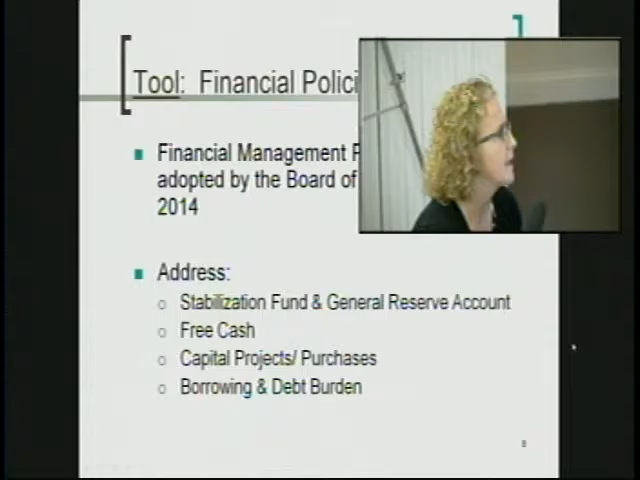 Tool: Financial Polici
Financial Management P
adopted by the Board of
2014
Address:
Stabilization Fund & General Reserve Account
Free Cash
Capital Projects/ Purchases
Borrowing & Debt Burden
8